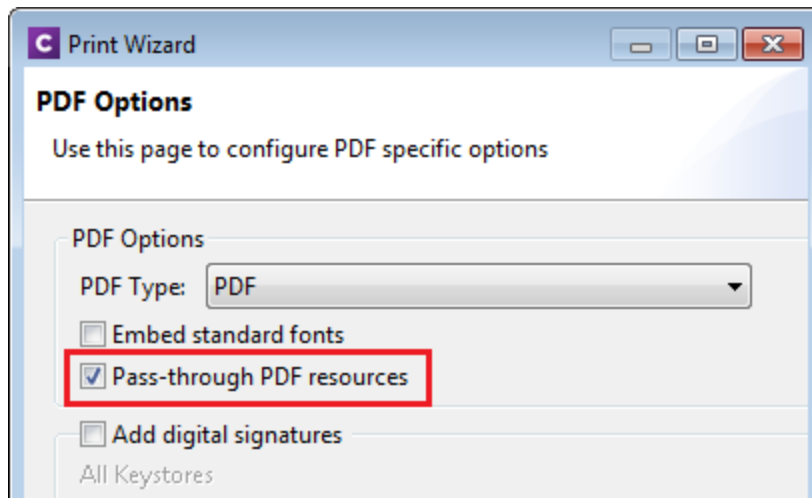 C Print Wizard
PDF Options
Use this page to configure PDF specific options
PDF Options
PDF Type: PDF
Embed standard fonts
Pass-through PDF resources
Add digital signatures
All Keystores